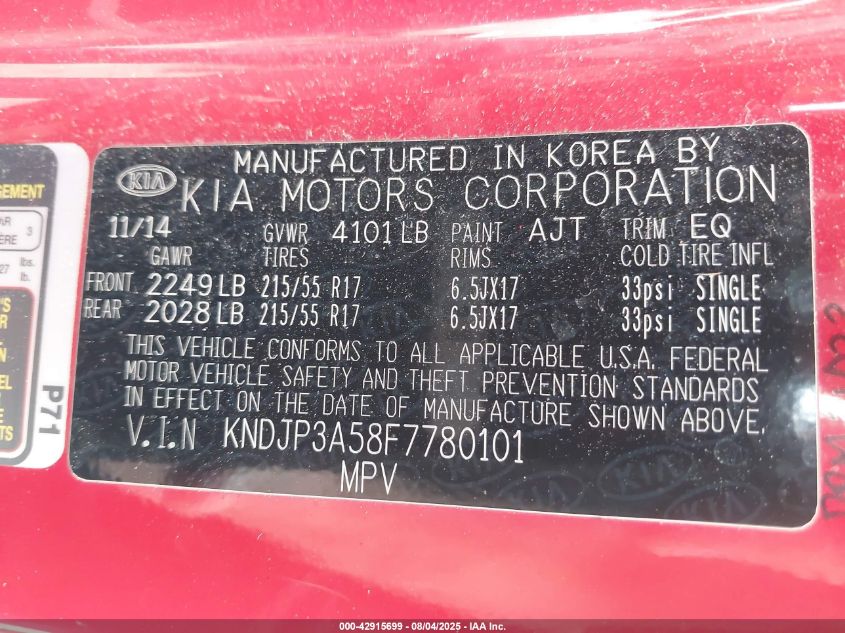 MANUFACTURED IN KOREA BY
KIA KIA MOTORS CORPORATION
11/14 GVWR 4101 LB PAINT AJT TRIM EQ
GAWR TIRES RIMS COLD TIRE INFL
FRONT 2249 LB 215/55 R17 6.5JX17 33psi SINGLE
REAR 2028 LB 215/55 R17 6.5JX17 33psi SINGLE
THIS VEHICLE CONFORMS TO ALL APPLICABLE U.S.A. FEDERAL
MOTOR VEHICLE SAFETY AND THEFT PREVENTION STANDARDS
IN EFFECT ON THE DATE OF MANUFACTURE SHOWN ABOVE.
V.I.N KNDJP3A58F7780101
MPV
3
lbs.
lb.
P71
000-42915699 - 08/04/2025 - IAA Inc.